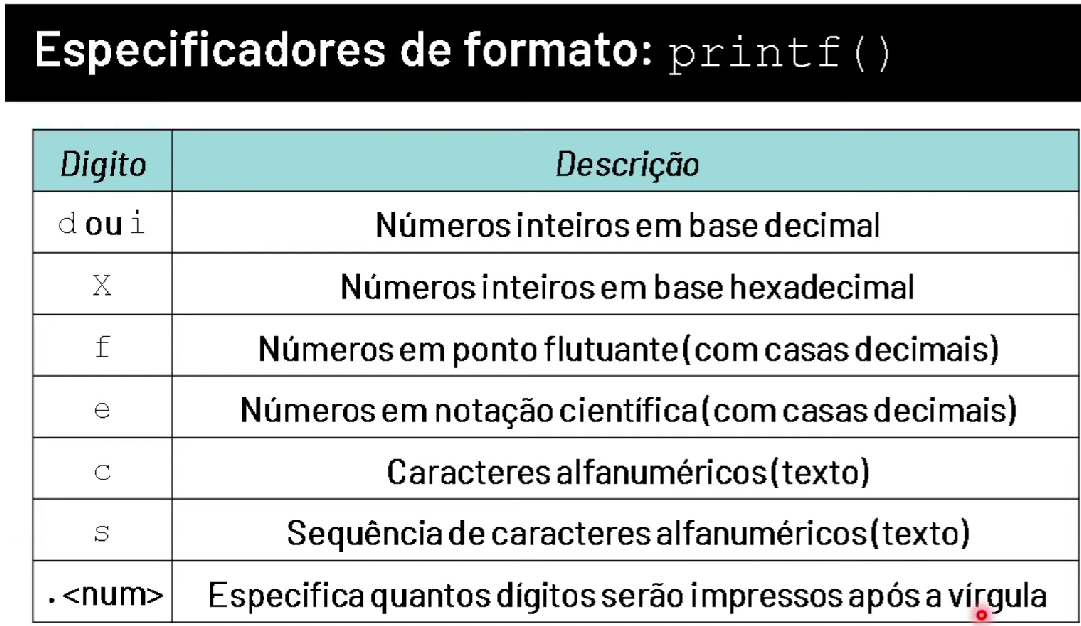 Especificadores de formato: printf()
Digito Descrição
d ou i Números inteiros em base decimal
X Números inteiros em base hexadecimal
f Números em ponto flutuante (com casas decimais)
e Números em notação científica (com casas decimais)
c Caracteres alfanuméricos (texto)
s Sequência de caracteres alfanuméricos (texto)
.<num> Especifica quantos dígitos serão impressos após a vírgula